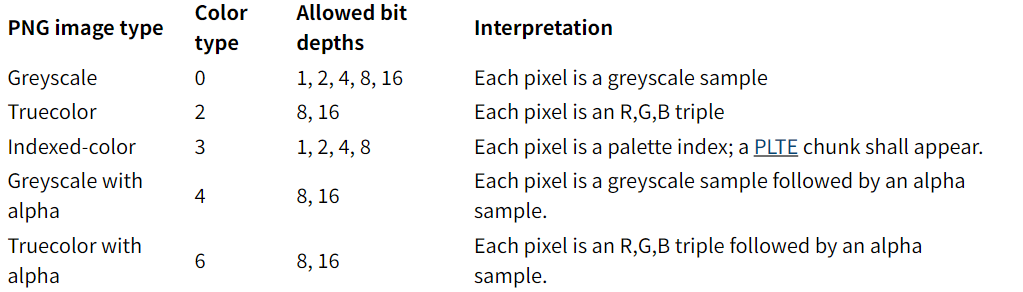 PNG image type Color type Allowed bit depths Interpretation
Greyscale 0 1, 2, 4, 8, 16 Each pixel is a greyscale sample
Truecolor 2 8, 16 Each pixel is an R,G,B triple
Indexed-color 3 1, 2, 4, 8 Each pixel is a palette index; a PLTE chunk shall appear.
Greyscale with alpha 4 8, 16 Each pixel is a greyscale sample followed by an alpha sample.
Truecolor with alpha 6 8, 16 Each pixel is an R,G,B triple followed by an alpha sample.